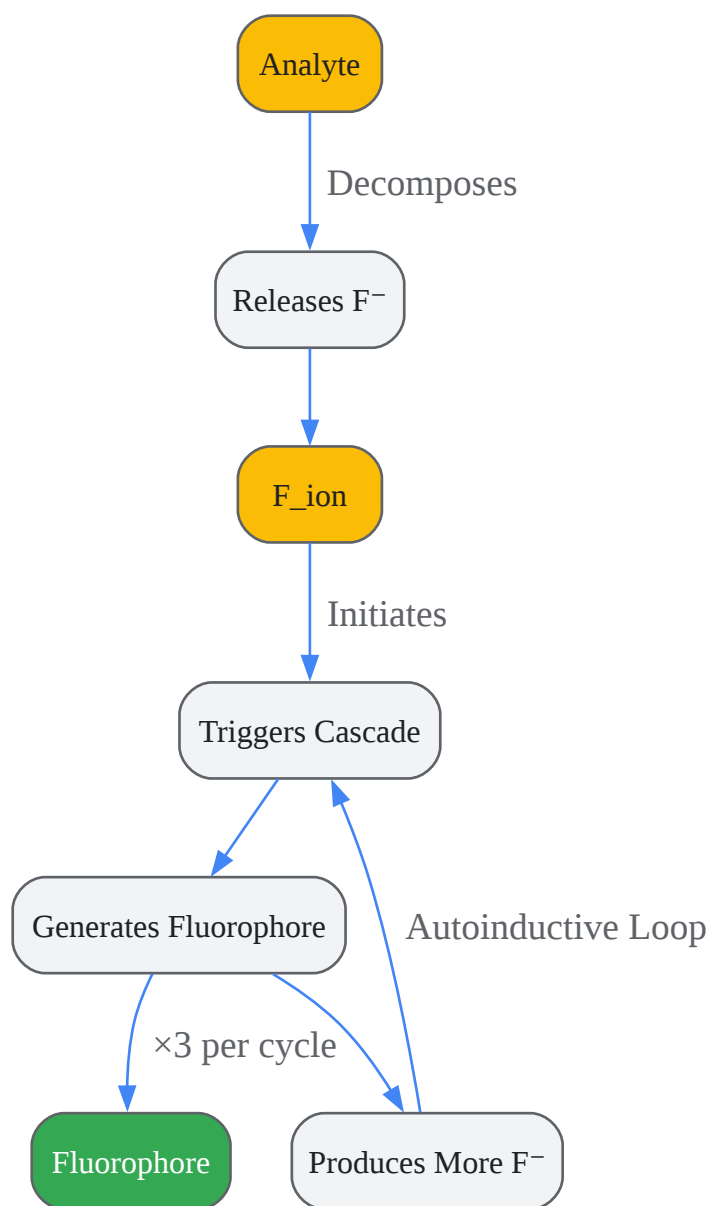 Analyte
Decomposes
Releases F⁻
F_ion
Initiates
Triggers Cascade
Generates Fluorophore
Autoinductive Loop
×3 per cycle
Fluorophore
Produces More F⁻